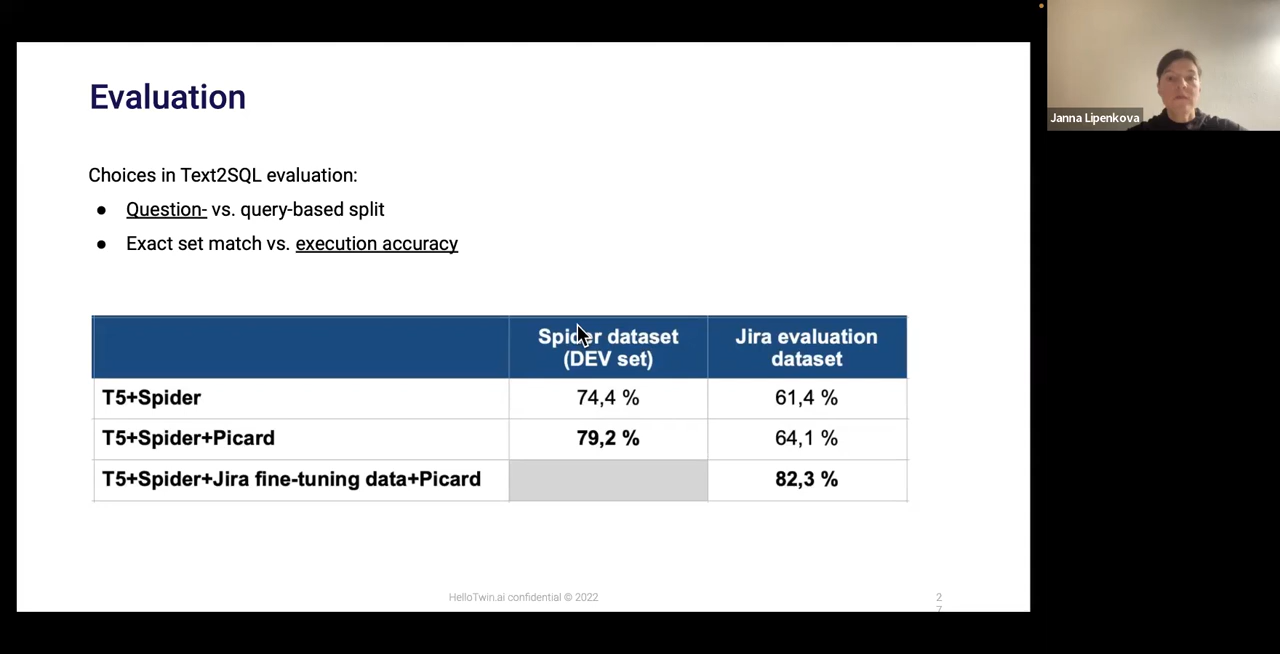 Evaluation
Janna Lipenkova
Choices in Text2SQL evaluation:
● Question- vs. query-based split
● Exact set match vs. execution accuracy
Spider dataset (DEV set) Jira evaluation dataset
T5+Spider 74,4 % 61,4 %
T5+Spider+Picard 79,2 % 64,1 %
T5+Spider+Jira fine-tuning data+Picard 82,3 %
HelloTwin.ai confidential © 2022
2
7